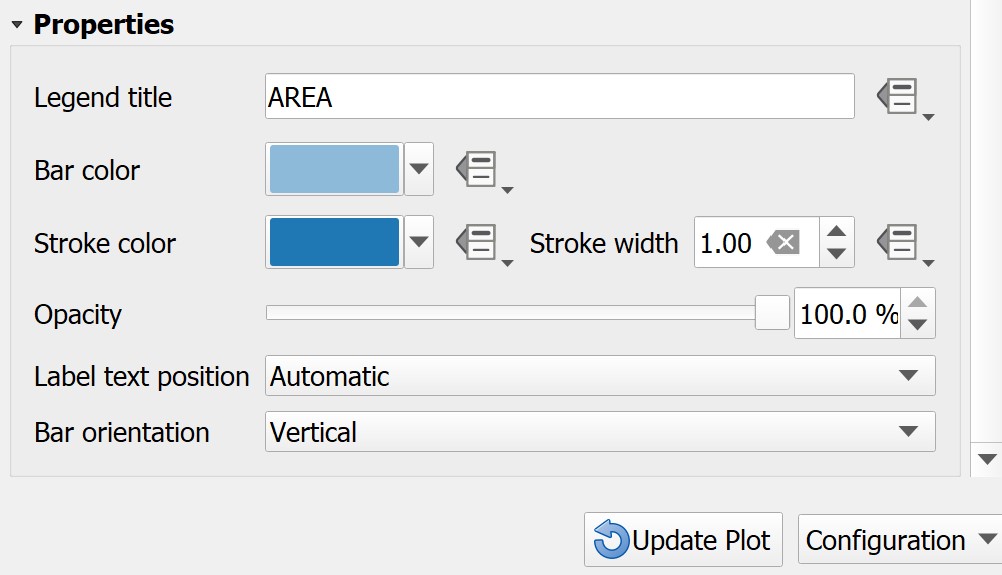 Properties
Legend title AREA
Bar color
Stroke color Stroke width 1.00
Opacity 100.0 %
Label text position Automatic
Bar orientation Vertical
Update Plot Configuration